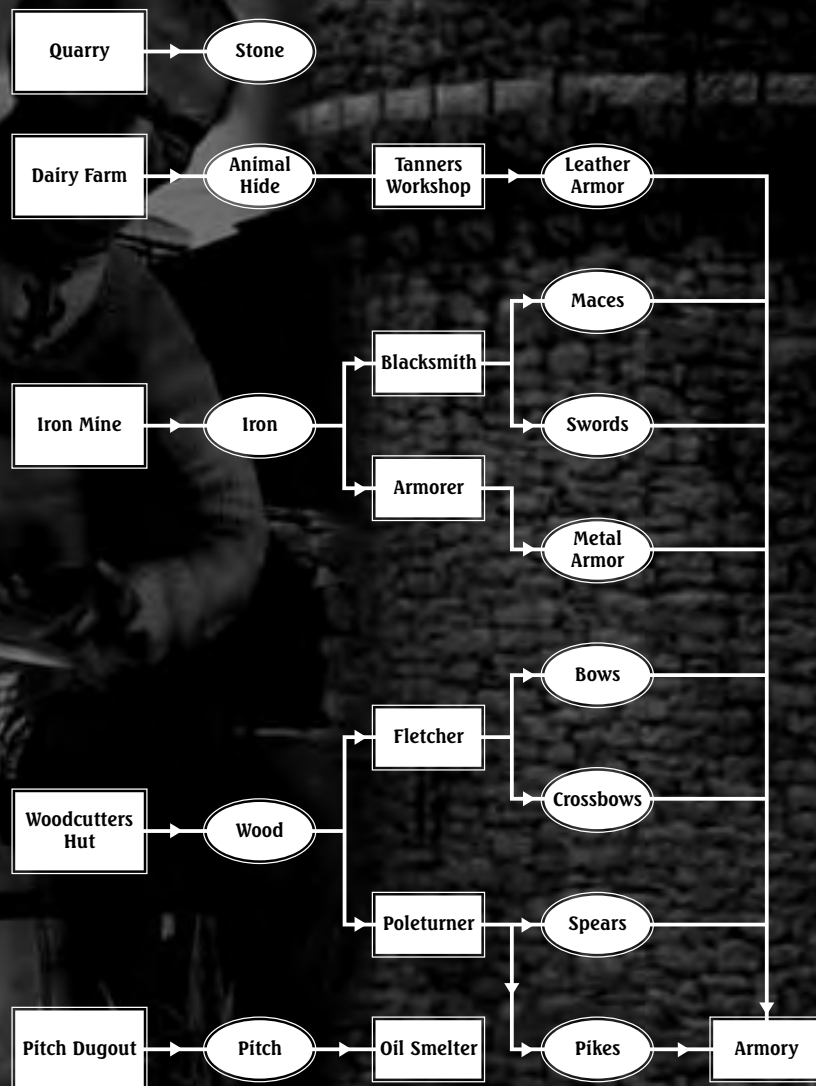 Quarry
Stone
Dairy Farm
Animal
Hide
Tanners
Workshop
Leather
Armor
Maces
Blacksmith
Iron Mine
Iron
Swords
Armorer
Metal
Armor
Bows
Fletcher
Woodcutters
Hut
Wood
Crossbows
Poleturner
Spears
Pitch Dugout
Pitch
Oil Smelter
Pikes
Armory